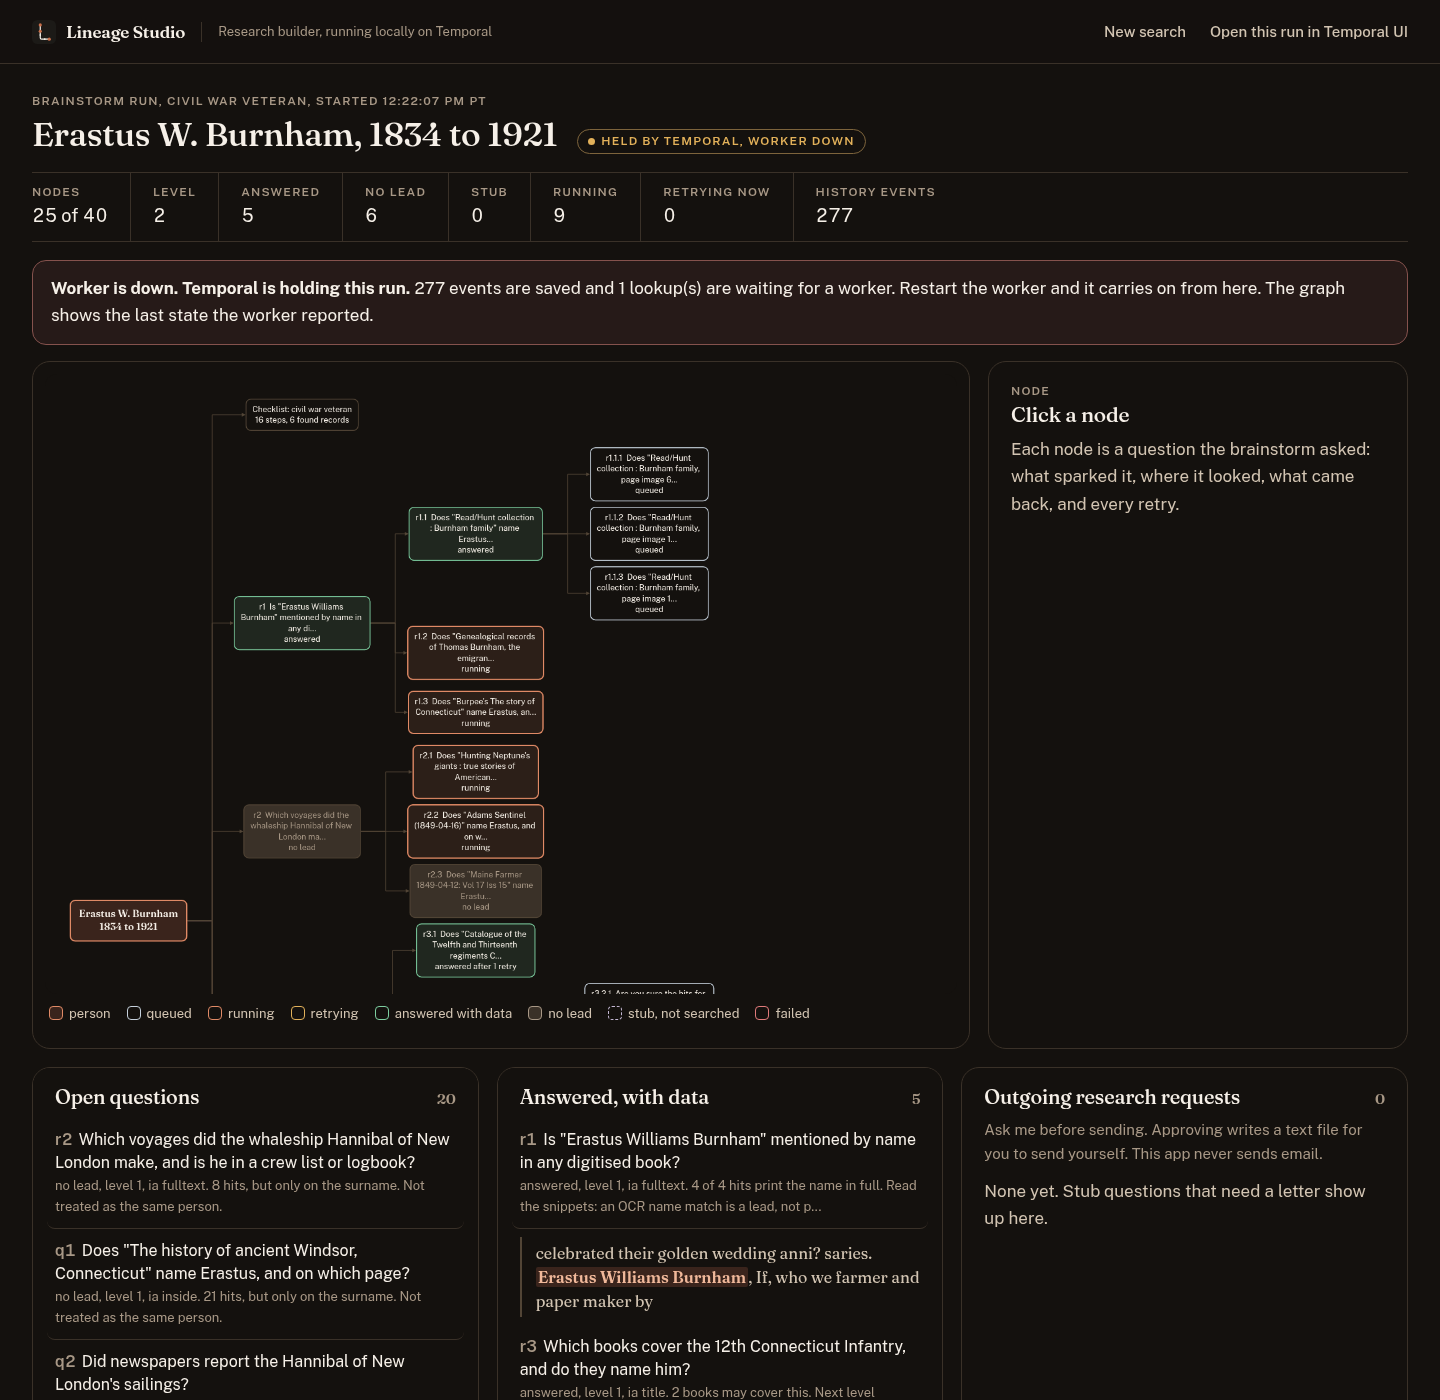 Lineage Studio
Research builder, running locally on Temporal
New search
Open this run in Temporal UI
BRAINSTORM RUN, CIVIL WAR VETERAN, STARTED 12:22:07 PM PT
Erastus W. Burnham, 1834 to 1921
HELD BY TEMPORAL, WORKER DOWN
NODES
25 of 40
LEVEL
2
ANSWERED
5
NO LEAD
6
STUB
0
RUNNING
9
RETRYING NOW
0
HISTORY EVENTS
277
Worker is down. Temporal is holding this run. 277 events are saved and 1 lookup(s) are waiting for a worker. Restart the worker and it carries on from here. The graph
shows the last state the worker reported.
Checklist: civil war veteran
16 steps, 6 found records
r1.1.1 Does "Read/Hunt
collection : Burnham family,
page image 6...
queued
r1.1 Does "Read/Hunt collection
: Burnham family" name
Erastus...
answered
r1.1.2 Does "Read/Hunt
collection : Burnham family,
page image 1...
queued
r1.1.3 Does "Read/Hunt
collection : Burnham family,
page image 1...
queued
r1 Is "Erastus Williams
Burnham" mentioned by name in
any di...
answered
r1.2 Does "Genealogical records
of Thomas Burnham, the
emigran...
running
r1.3 Does "Burpee's The story of
Connecticut" name Erastus, an...
running
r2.1 Does "Hunting Neptune's
giants : true stories of
American...
running
r2 Which voyages did the
whaleship Hannibal of New
London ma...
no lead
r2.2 Does "Adams Sentinel
(1849-04-16)" name Erastus, and
on w...
running
r2.3 Does "Maine Farmer
1849-04-12: Vol 17 Iss 15" name
Erastu...
no lead
Erastus W. Burnham
1834 to 1921
r3.1 Does "Catalogue of the
Twelfth and Thirteenth
regiments C...
answered after 1 retry
r3.2.1 Are you sure the hits for
person
queued
running
retrying
answered with data
no lead
stub, not searched
failed
NODE
Click a node
Each node is a question the brainstorm asked:
what sparked it, where it looked, what came
back, and every retry.
Open questions
20
r2 Which voyages did the whaleship Hannibal of New
London make, and is he in a crew list or logbook?
no lead, level 1, ia fulltext. 8 hits, but only on the surname. Not
treated as the same person.
q1 Does "The history of ancient Windsor,
Connecticut" name Erastus, and on which page?
no lead, level 1, ia inside. 21 hits, but only on the surname. Not
treated as the same person.
q2 Did newspapers report the Hannibal of New
London's sailings?
Answered, with data
5
r1 Is "Erastus Williams Burnham" mentioned by name
in any digitised book?
answered, level 1, ia fulltext. 4 of 4 hits print the name in full. Read
the snippets: an OCR name match is a lead, not p...
celebrated their golden wedding anni? saries.
Erastus Williams Burnham, If, who we farmer and
paper maker by
r3 Which books cover the 12th Connecticut Infantry,
and do they name him?
answered, level 1, ia title. 2 books may cover this. Next level
Outgoing research requests
0
Ask me before sending. Approving writes a text file for
you to send yourself. This app never sends email.
None yet. Stub questions that need a letter show
up here.